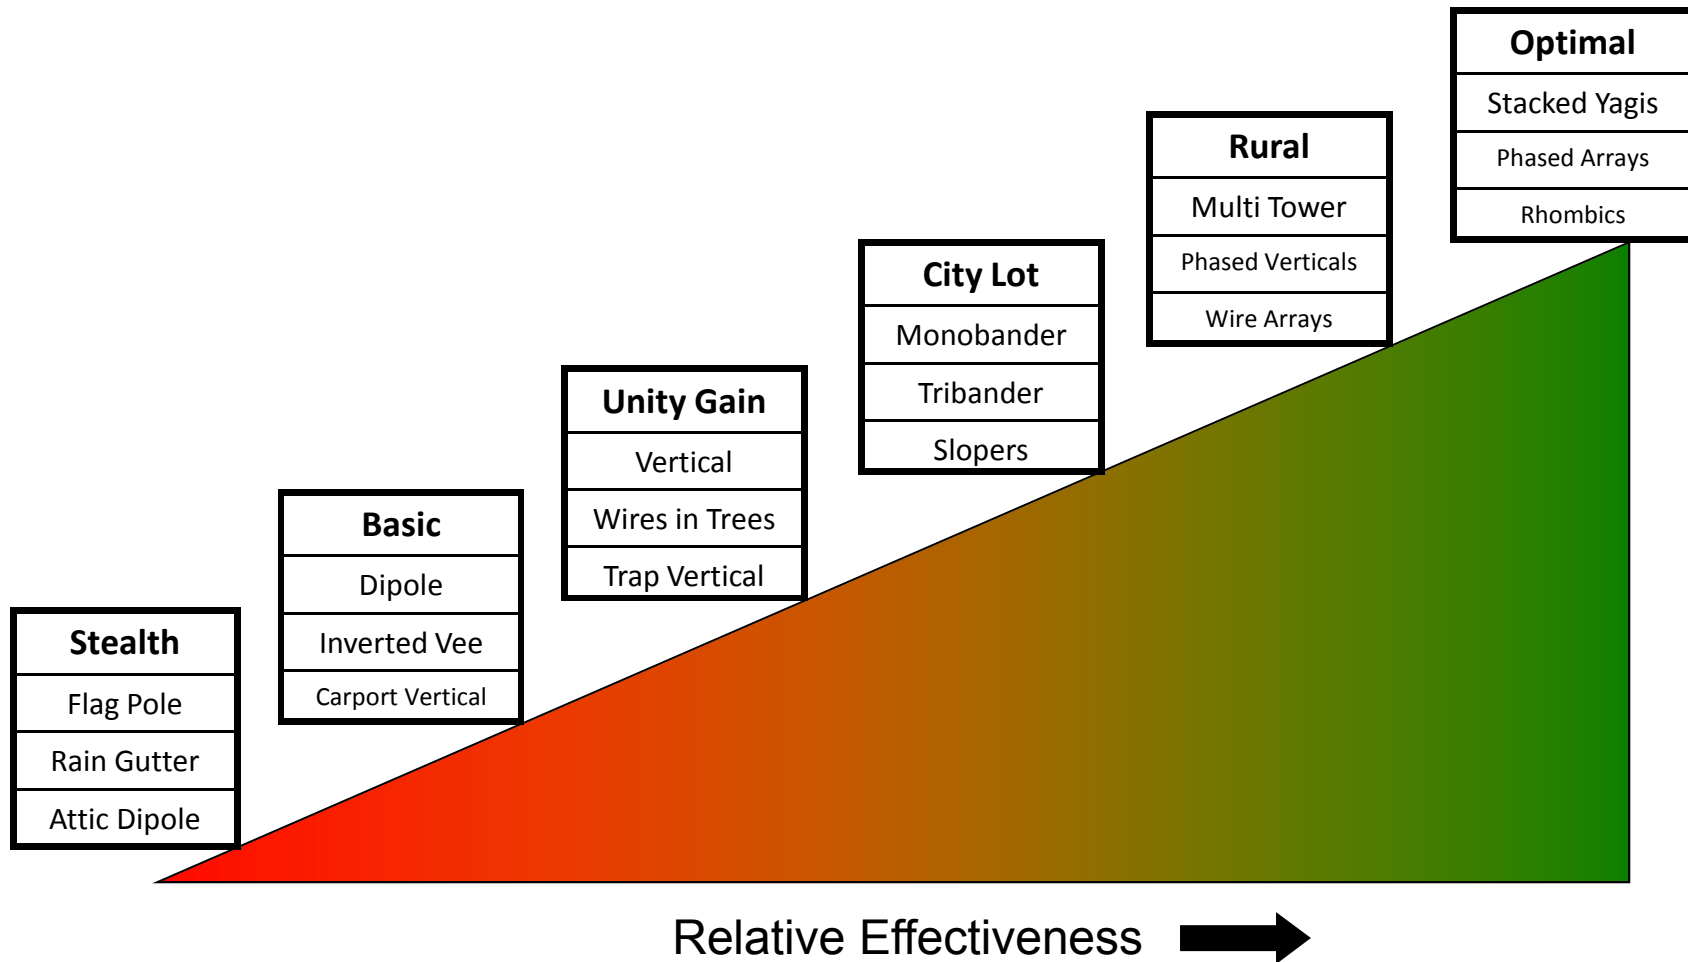 Optimal
Stacked Yagis
Phased Arrays
Rhombics
Rural
Multi Tower
Phased Verticals
Wire Arrays
City Lot
Monobander
Tribander
Slopers
Unity Gain
Vertical
Wires in Trees
Trap Vertical
Basic
Dipole
Inverted Vee
Carport Vertical
Stealth
Flag Pole
Rain Gutter
Attic Dipole
Relative Effectiveness